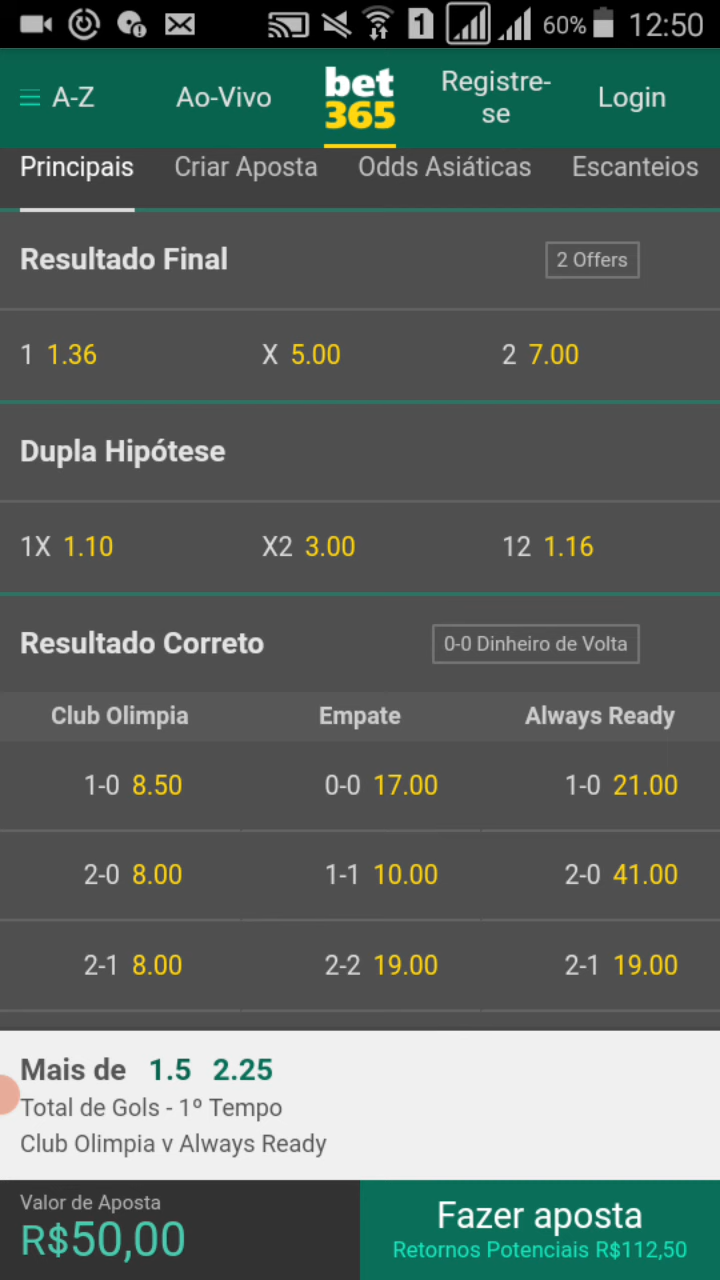 1 60% 12:50
A-Z Ao-Vivo bet 365 Registre-se Login
Principais Criar Aposta Odds Asiáticas Escanteios
Resultado Final 2 Offers
1 1.36 X 5.00 2 7.00
Dupla Hipótese
1X 1.10 X2 3.00 12 1.16
Resultado Correto 0-0 Dinheiro de Volta
Club Olimpia Empate Always Ready
1-0 8.50 0-0 17.00 1-0 21.00
2-0 8.00 1-1 10.00 2-0 41.00
2-1 8.00 2-2 19.00 2-1 19.00
Mais de 1.5 2.25
Total de Gols - 1º Tempo
Club Olimpia v Always Ready
Valor de Aposta
R$50,00
Fazer aposta
Retornos Potenciais R$112,50